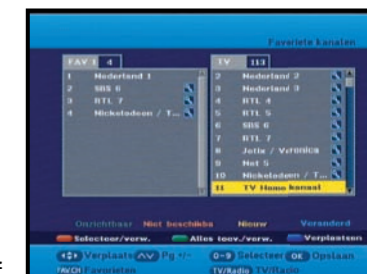 Favoriete kanalen
FAV 1 4
TV 113
1 Nederland 1
2 SBS 6
3 RTL 7
4 Nickelodeon / T...
2 Nederland 2
3 Nederland 3
4 RTL 4
5 RTL 5
6 SBS 6
7 RTL 7
8 Jetix / Veronica
9 Net 5
10 Nickelodeon / T...
11 TV Home kanaal
Onzichtbaar Niet beschikba Nieuw Veranderd
Selecteer/verw. Alles toev./verw. Verplaatsen
Verplaats Pg +/- 0~9 Selecteer OK Opslaan
FAV/CH Favorieten TV/Radio TV/Radio